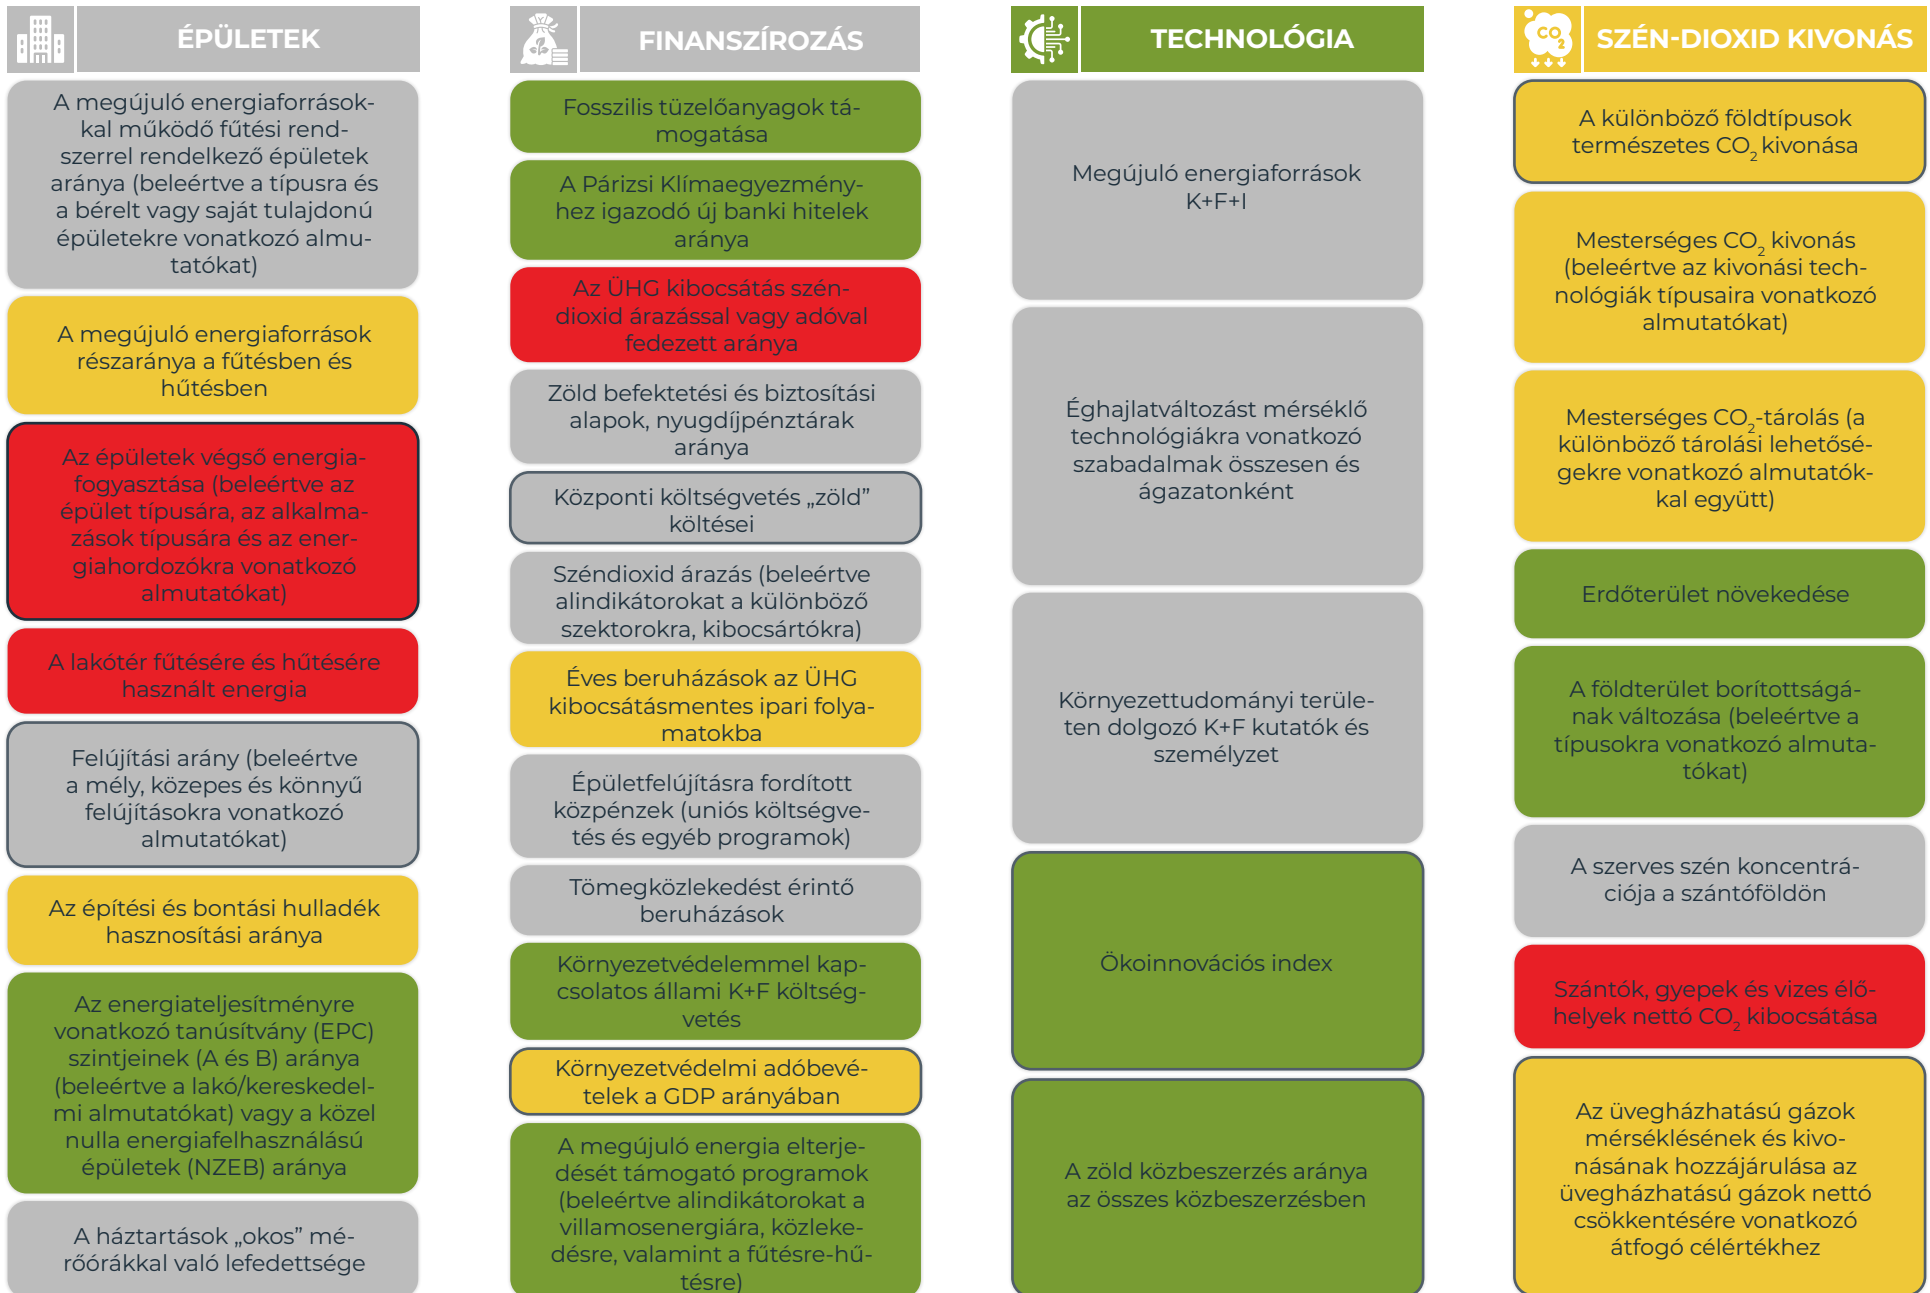 ÉPÜLETEK
A megújuló energiaforrások-
kal működő fűtési rend-
szerrel rendelkező épületek
aránya (beleértve a típusra és
a bérelt vagy saját tulajdonú
épületekre vonatkozó almu-
tatókat)
A megújuló energiaforrások
részaránya a fűtésben és
hűtésben
Az épületek végső energia-
fogyasztása (beleértve az
épület típusára, az alkalma-
zások típusára és az ener-
giahordozókra vonatkozó
almutatókat)
A lakótér fűtésére és hűtésére
használt energia
Felújítási arány (beleértve
a mély, közepes és könnyű
felújításokra vonatkozó
almutatókat)
Az építési és bontási hulladék
hasznosítási aránya
Az energiateljesítményre
vonatkozó tanúsítvány (EPC)
szintjeinek (A és B) aránya
(beleértve a lakó/kereskedel-
mi almutatókat) vagy a közel
nulla energiafelhasználású
épületek (NZEB) aránya
A háztartások „okos” mé-
rőórákkal való lefedettsége
FINANSZÍROZÁS
Fosszilis tüzelőanyagok tá-
mogatása
A Párizsi Klímaegyezmény-
hez igazodó új banki hitelek
aránya
Az ÜHG kibocsátás szén-
dioxid árazással vagy adóval
fedezett aránya
Zöld befektetési és biztosítási
alapok, nyugdíjpénztárak
aránya
Központi költségvetés „zöld”
költései
Széndioxid árazás (beleértve
alindikátorokat a különböző
szektorokra, kibocsártókra)
Éves beruházások az ÜHG
kibocsátásmentes ipari folya-
matokba
Épületfelújításra fordított
közpénzek (uniós költségve-
tés és egyéb programok)
Tömegközlekedést érintő
beruházások
Környezetvédelemmel kap-
csolatos állami K+F költség-
vetés
Környezetvédelmi adóbevé-
telek a GDP arányában
A megújuló energia elterje-
dését támogató programok
(beleértve alindikátorokat a
villamosenergiára, közleke-
désre, valamint a fűtésre-hű-
tésre)
TECHNOLÓGIA
Megújuló energiaforrások
K+F+I
Éghajlatváltozást mérséklő
technológiákra vonatkozó
szabadalmak összesen és
ágazatonként
Környezettudományi terüle-
ten dolgozó K+F kutatók és
személyzet
Ökoinnovációs index
A zöld közbeszerzés aránya
az összes közbeszerzésben
CO2
SZÉN-DIOXID KIVONÁS
A különböző földtípusok
természetes CO2 kivonása
Mesterséges CO2 kivonás
(beleértve az kivonási tech-
nológiák típusaira vonatkozó
almutatókat)
Mesterséges CO2-tárolás (a
különböző tárolási lehetősé-
gekre vonatkozó almutatók-
kal együtt)
Erdőterület növekedése
A földterület borítottságá-
nak változása (beleértve a
típusokra vonatkozó almuta-
tókat)
A szerves szén koncentrá-
ciója a szántóföldön
Szántók, gyepek és vizes élő-
helyek nettó CO2 kibocsátása
Az üvegházhatású gázok
mérséklésének és kivo-
násának hozzájárulása az
üvegházhatású gázok nettó
csökkentésére vonatkozó
átfogó célértékhez